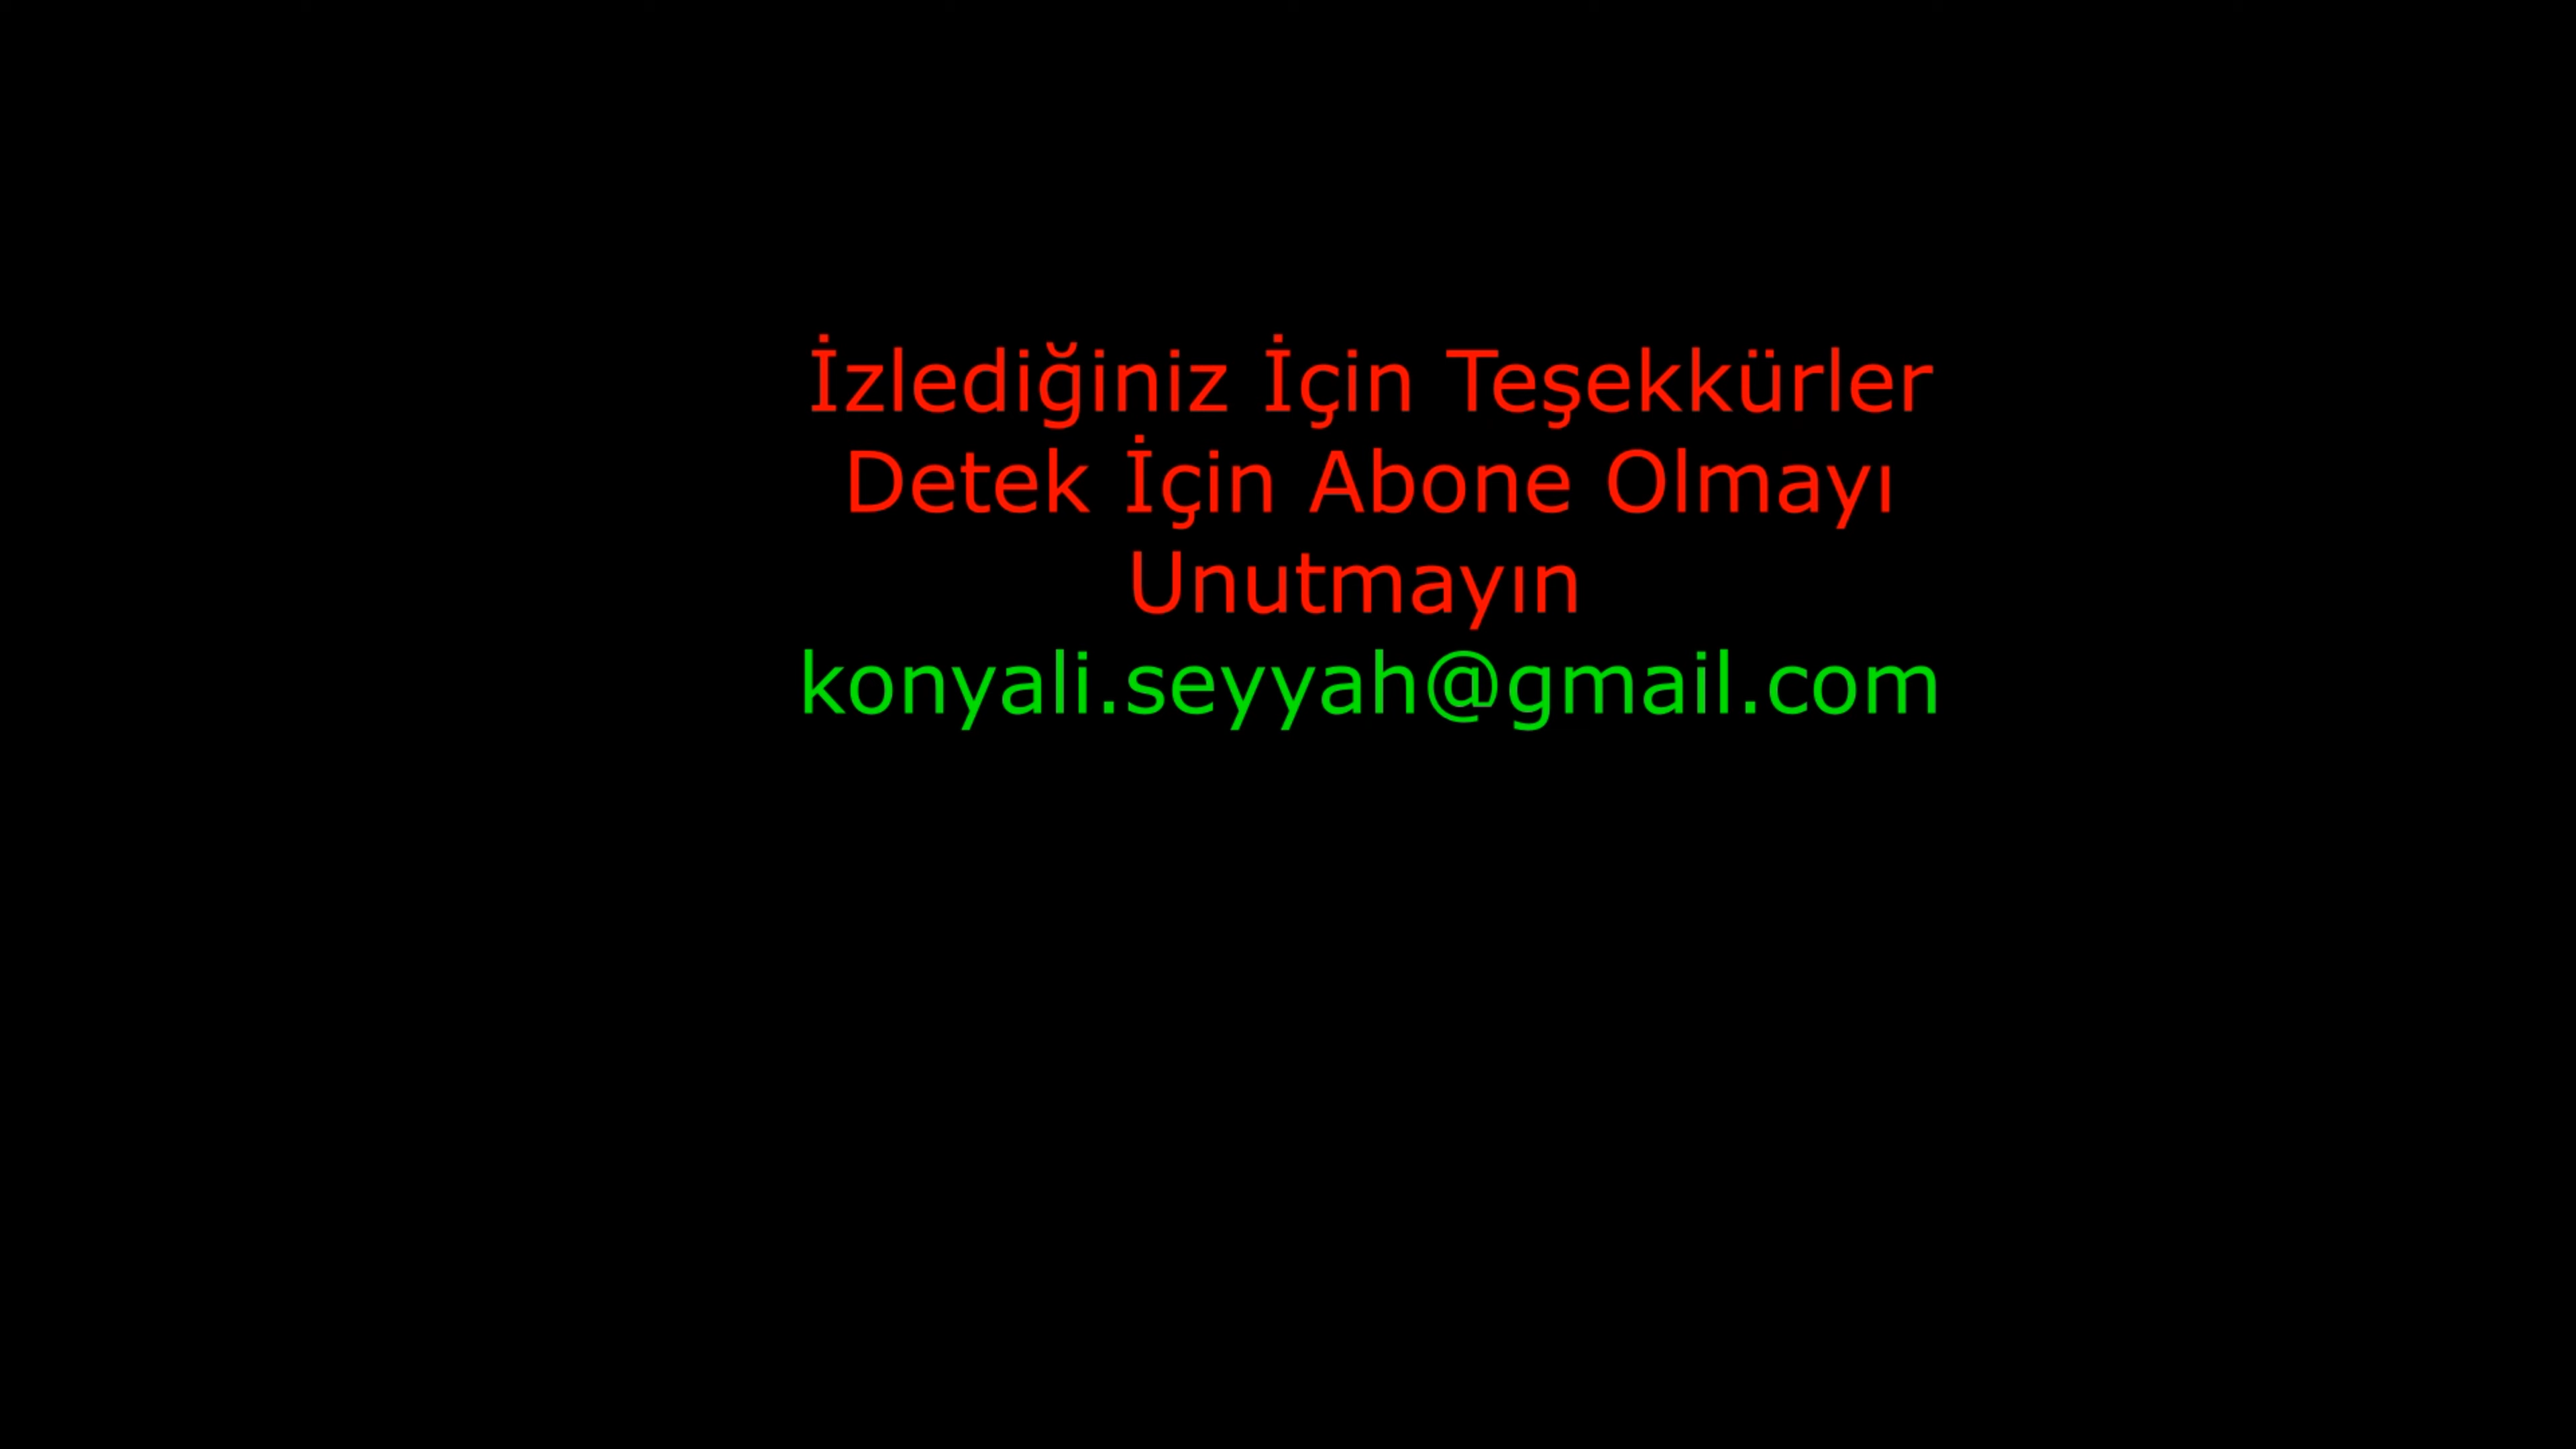 İzlediğiniz İçin Teşekkürler
Detek İçin Abone Olmayı
Unutmayın
konyali.seyyah@gmail.com